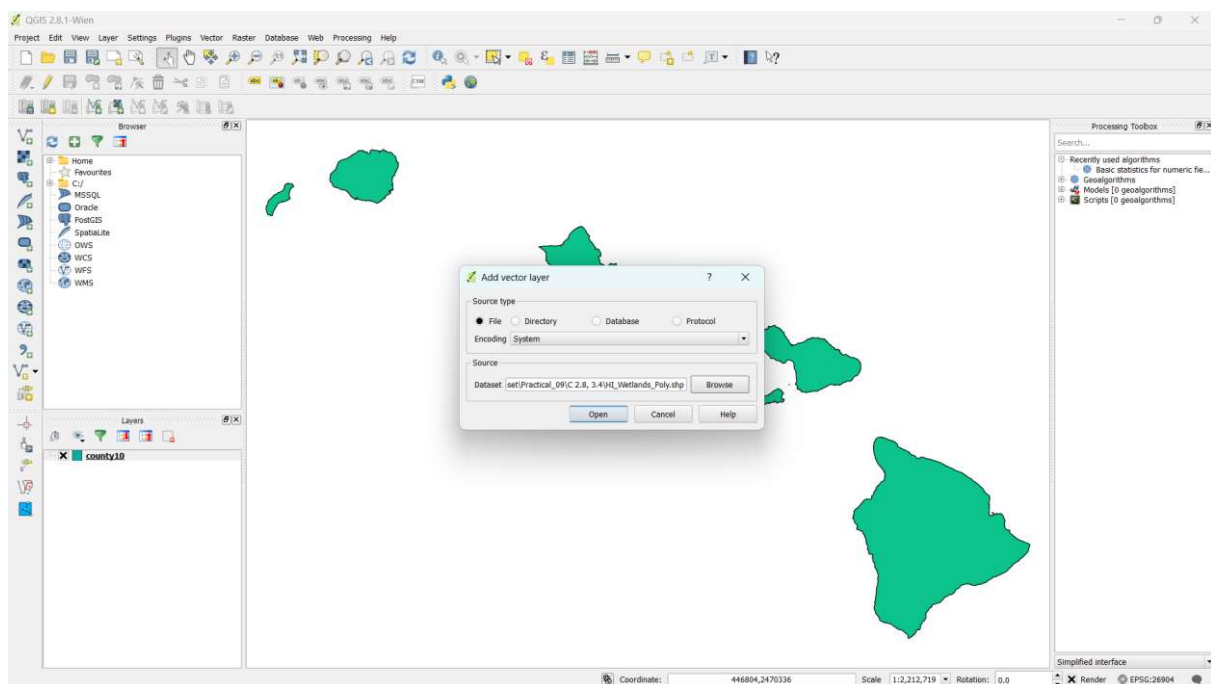 QGIS 2.8.1-Wien
Project Edit View Layer Settings Plugins Vector Raster Database Web Processing Help
CSW
Browser
Home
Favourites
C:/
MSSQL
Oracle
PostGIS
SpatiaLite
OWS
WCS
WFS
WMS
Layers
county10
Add vector layer ?
Source type
File Directory Database Protocol
Encoding System
Source
Dataset set\Practical_09\C 2.8, 3.4\HI_Wetlands_Poly.shp Browse
Open Cancel Help
Processing Toolbox
Search...
Recently used algorithms
Basic statistics for numeric fie...
Geoalgorithms
Models [0 geoalgorithms]
Scripts [0 geoalgorithms]
Simplified interface
Coordinate: 446804,2470336 Scale 1:2,212,719 Rotation: 0.0 Render EPSG:26904